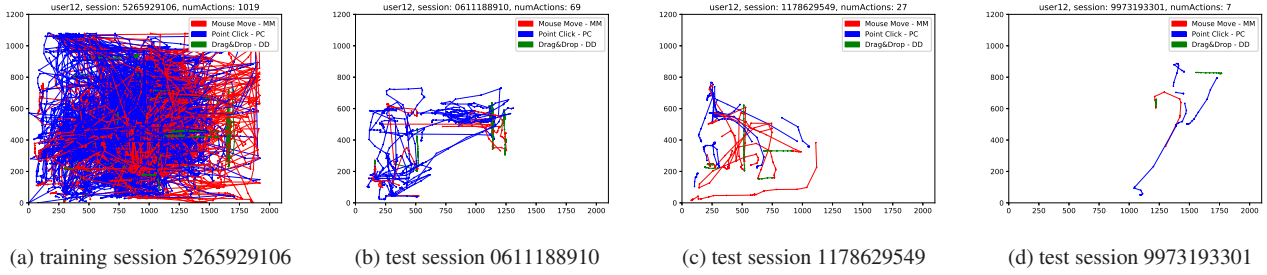 user12, session: 5265929106, numActions: 1019
Mouse Move - MM
Point Click - PC
Drag&Drop - DD
1200
1000
800
600
400
200
0
0 250 500 750 1000 1250 1500 1750 2000
(a) training session 5265929106
user12, session: 0611188910, numActions: 69
Mouse Move - MM
Point Click - PC
Drag&Drop - DD
1200
1000
800
600
400
200
0
0 250 500 750 1000 1250 1500 1750 2000
(b) test session 0611188910
user12, session: 1178629549, numActions: 27
Mouse Move - MM
Point Click - PC
Drag&Drop - DD
1200
1000
800
600
400
200
0
0 250 500 750 1000 1250 1500 1750 2000
(c) test session 1178629549
user12, session: 9973193301, numActions: 7
Mouse Move - MM
Point Click - PC
Drag&Drop - DD
1200
1000
800
600
400
200
0
0 250 500 750 1000 1250 1500 1750 2000
(d) test session 9973193301